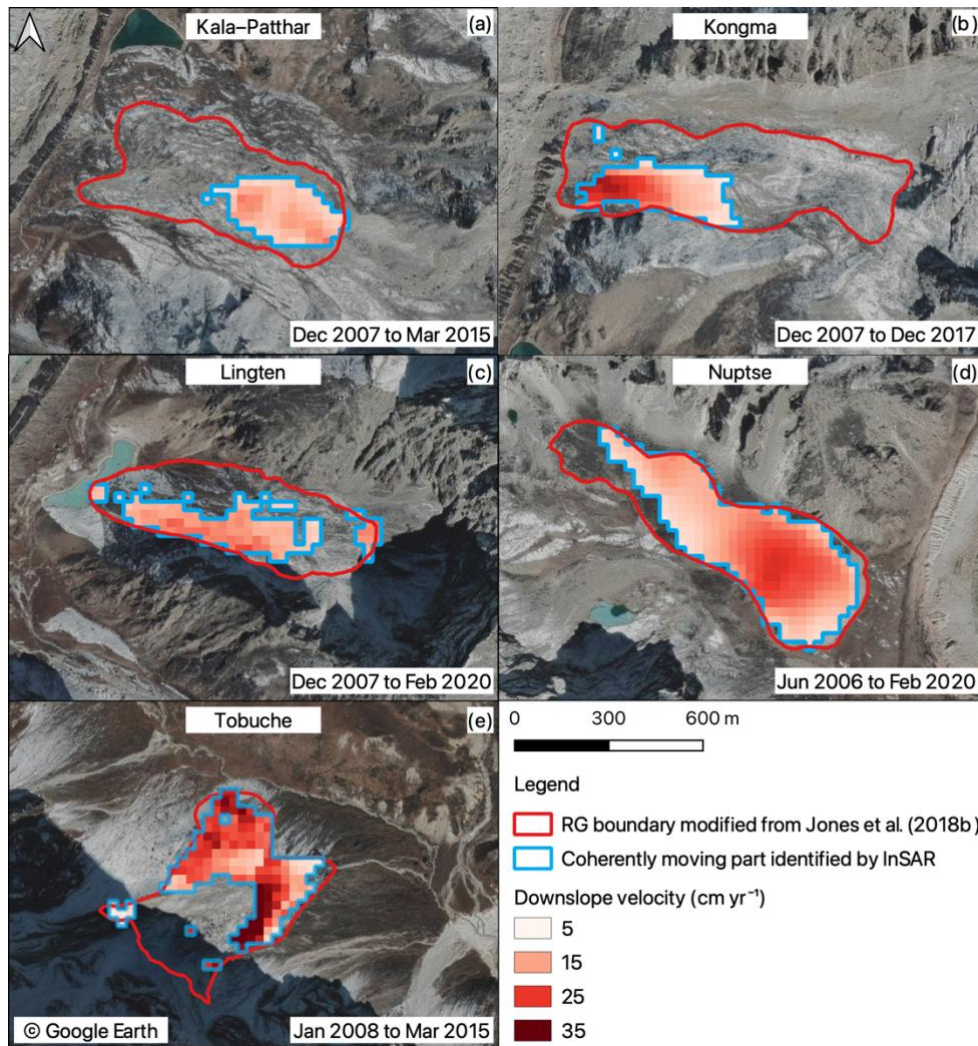 Kala–Patthar
(a)
Dec 2007 to Mar 2015
Kongma
(b)
Dec 2007 to Dec 2017
Lingten
(c)
Dec 2007 to Feb 2020
Nuptse
(d)
Jun 2006 to Feb 2020
Tobuche
(e)
© Google Earth
Jan 2008 to Mar 2015
0 300 600 m
Legend
RG boundary modified from Jones et al. (2018b)
Coherently moving part identified by InSAR
Downslope velocity (cm yr⁻¹)
5
15
25
35